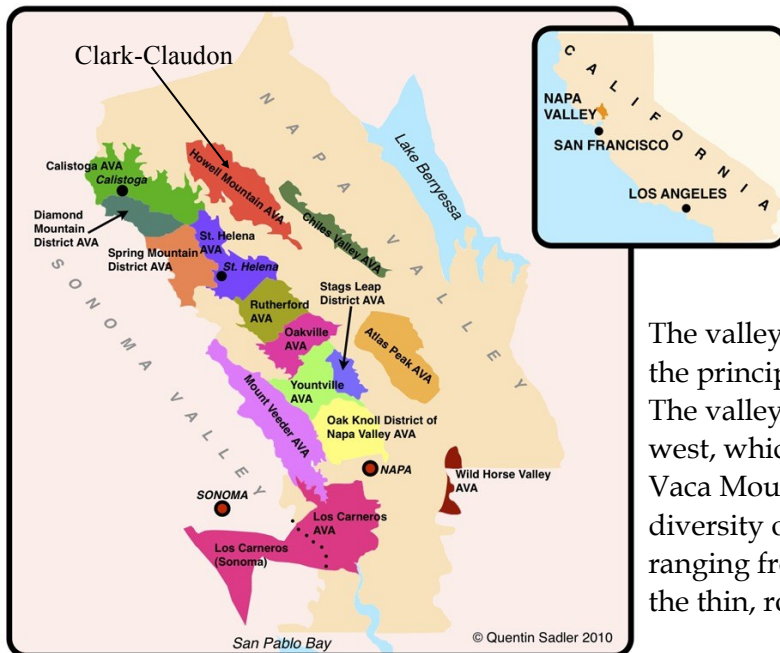 Clark-Claudon
NAPA VALLEY
Lake Berryessa
Calistoga AVA
Calistoga
Howell Mountain AVA
Diamond
Mountain
District AVA
Chiles Valley AVA
St. Helena
AVA
Spring Mountain
District AVA
St. Helena
Stags Leap
District AVA
SONOMA VALLEY
Rutherford
AVA
Oakville
AVA
Atlas Peak AVA
Yountville
AVA
Mount Veeder AVA
Oak Knoll District of
Napa Valley AVA
NAPA
Wild Horse Valley
AVA
SONOMA
Los Carneros
AVA
Los Carneros
(Sonoma)
San Pablo Bay
© Quentin Sadler 2010
CALIFORNIA
NAPA
VALLEY
SAN FRANCISCO
LOS ANGELES
The valley
the princip
The valley
west, whic
Vaca Mou
diversity o
ranging fro
the thin, ro